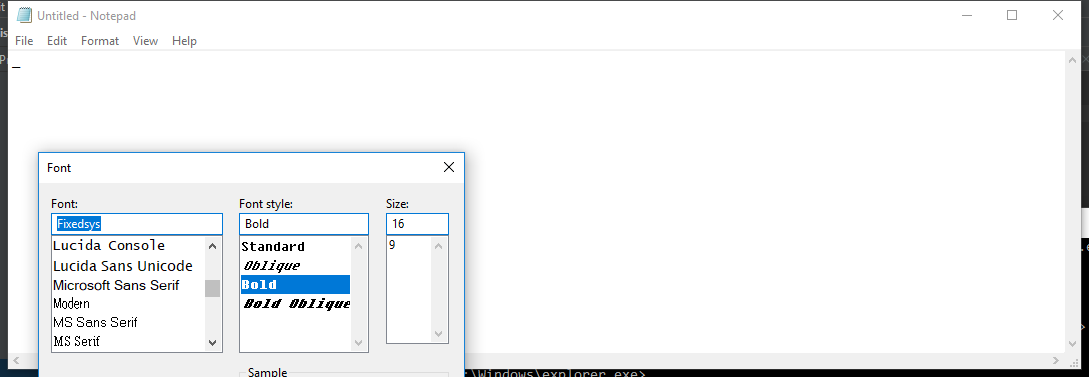 Untitled - Notepad
File Edit Format View Help
Font
Font: Font style: Size:
Fixedsys Bold 16
Lucida Console Standard 9
Lucida Sans Unicode Oblique
Microsoft Sans Serif Bold
Modern Bold Oblique
MS Sans Serif
MS Serif
Sample
:\Windows\explorer.exe>